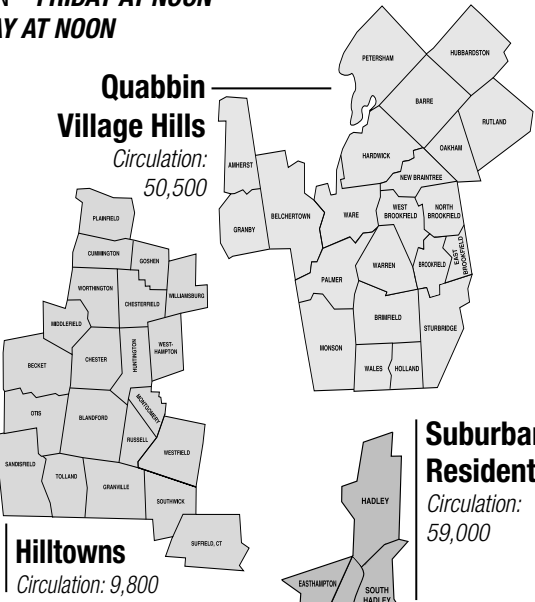 FRIDAY AT NOON
AY AT NOON
Quabbin
Village Hills
Circulation:
50,500
PETERSHAM
HUBBARDSTON
BARRE
RUTLAND
HARDWICK
OAKHAM
NEW BRAINTREE
AMHERST
BELCHERTOWN
GRANBY
WARE
WEST
BROOKFIELD
NORTH
BROOKFIELD
PALMER
WARREN
BROOKFIELD
EAST
BROOKFIELD
BRIMFIELD
STURBRIDGE
MONSON
WALES
HOLLAND
PLAINFIELD
CUMMINGTON
GOSHEN
WORTHINGTON
CHESTERFIELD
WILLIAMSBURG
MIDDLEFIELD
BECKET
CHESTER
HUNTINGTON
WEST-
HAMPTON
OTIS
BLANDFORD
MONTGOMERY
RUSSELL
WESTFIELD
SANDISFIELD
TOLLAND
GRANVILLE
SOUTHWICK
SUFFIELD, CT
Hilltowns
Circulation: 9,800
Suburban
Resident
Circulation:
59,000
HADLEY
EASTHAMPTON
SOUTH
HADLEY